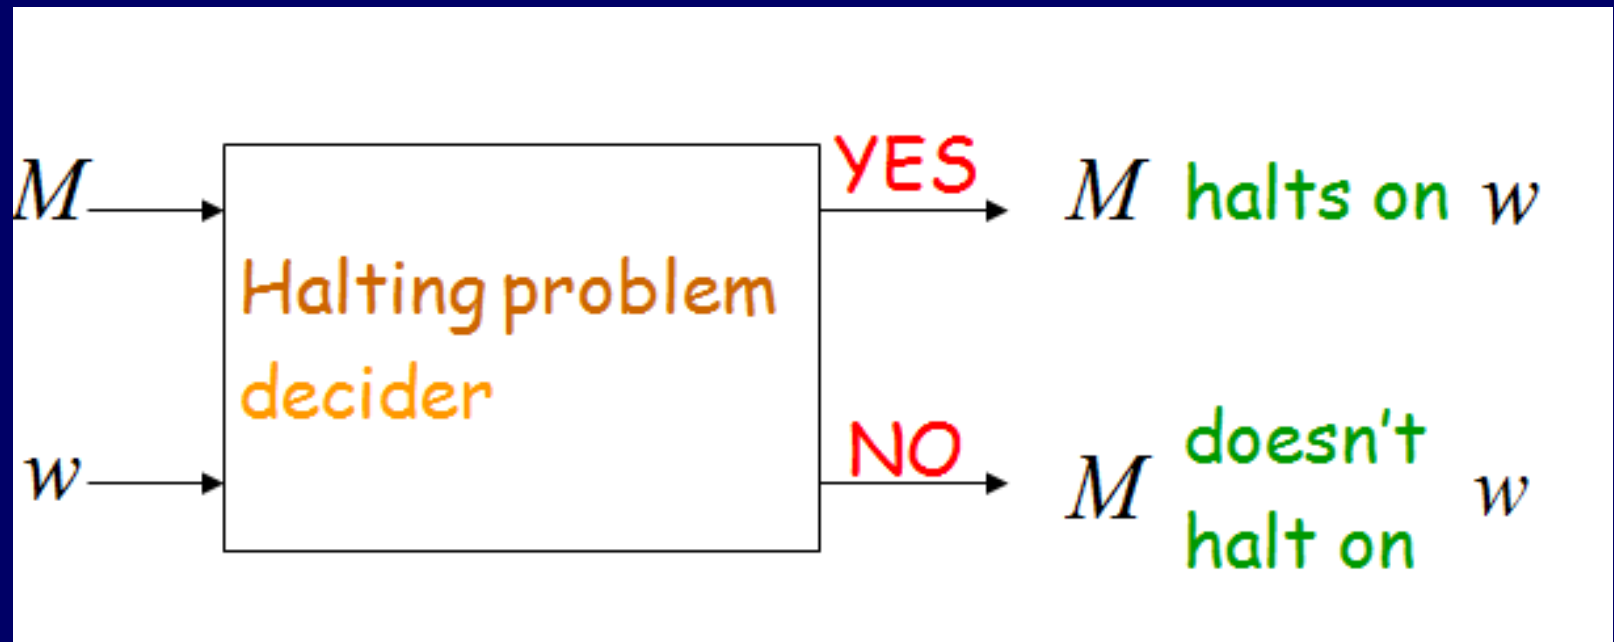 M
YES
M halts on w
Halting problem
decider
w
NO
M doesn't
halt on w